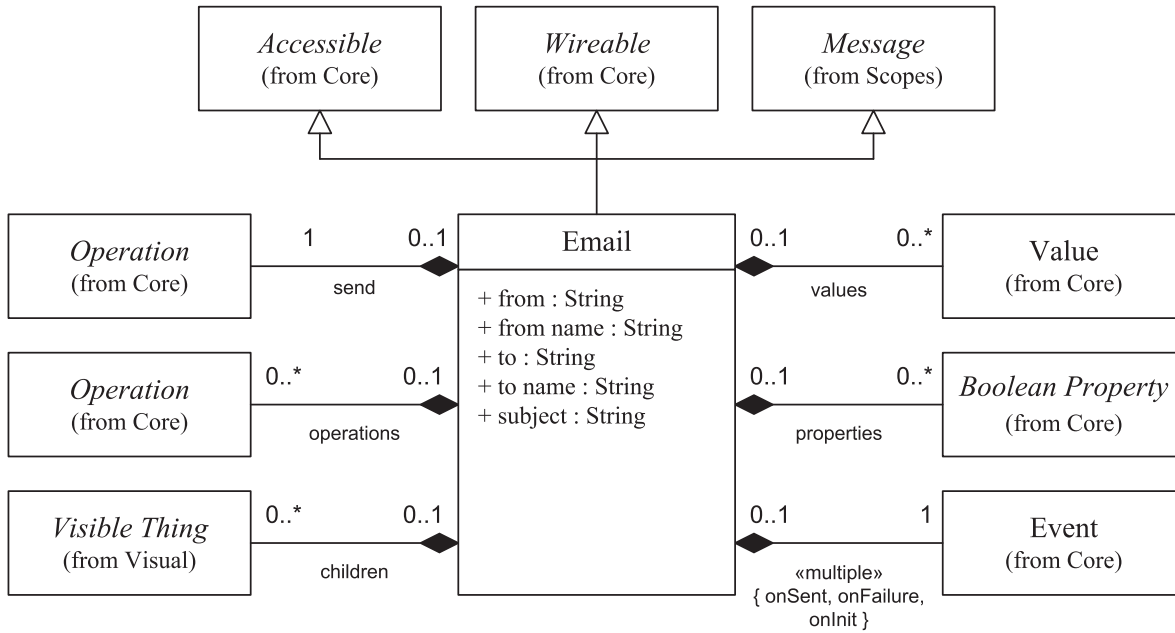 Accessible
(from Core)
Wireable
(from Core)
Message
(from Scopes)
Operation
(from Core)
1
0..1
send
Email
0..1
0..*
values
Value
(from Core)
+ from : String
+ from name : String
+ to : String
+ to name : String
+ subject : String
Operation
(from Core)
0..*
0..1
operations
0..1
0..*
properties
Boolean Property
(from Core)
Visible Thing
(from Visual)
0..*
0..1
children
0..1
1
«multiple»
{ onSent, onFailure,
onInit }
Event
(from Core)